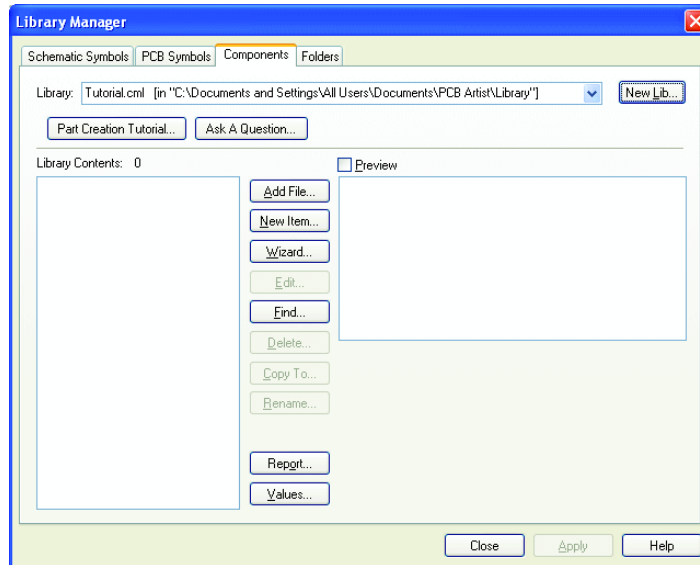 Library Manager
Schematic Symbols PCB Symbols Components Folders
Library: Tutorial.cml [in "C:\Documents and Settings\All Users\Documents\PCB Artist\Library"] New Lib...
Part Creation Tutorial... Ask A Question...
Library Contents: 0 Preview
Add File...
New Item...
Wizard...
Edit...
Find...
Delete...
Copy To...
Rename...
Report...
Values...
Close Apply Help